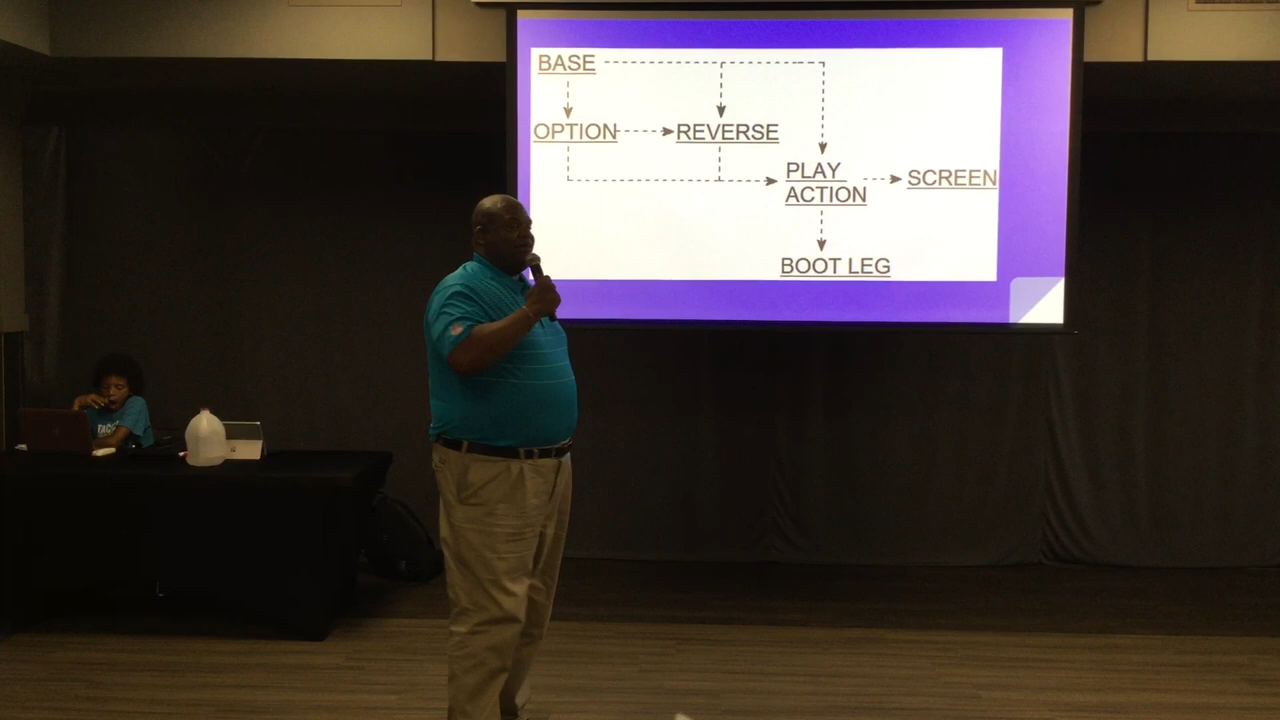 BASE
OPTION
REVERSE
PLAY
ACTION
SCREEN
BOOT LEG